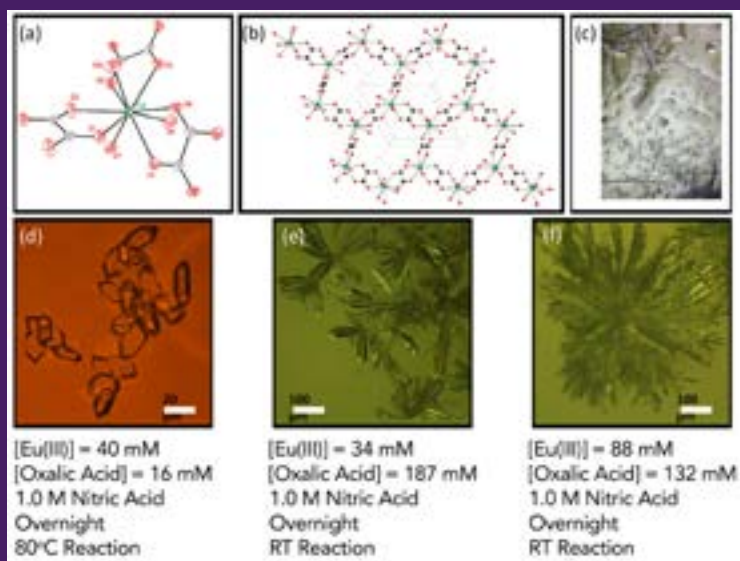 (a)
(b)
(c)
(d)
(e)
(f)
20
100
100
[Eu(III)] = 40 mM
[Oxalic Acid] = 16 mM
1.0 M Nitric Acid
Overnight
80°C Reaction
[Eu(III)] = 34 mM
[Oxalic Acid] = 187 mM
1.0 M Nitric Acid
Overnight
RT Reaction
[Eu(III)] = 88 mM
[Oxalic Acid] = 132 mM
1.0 M Nitric Acid
Overnight
RT Reaction